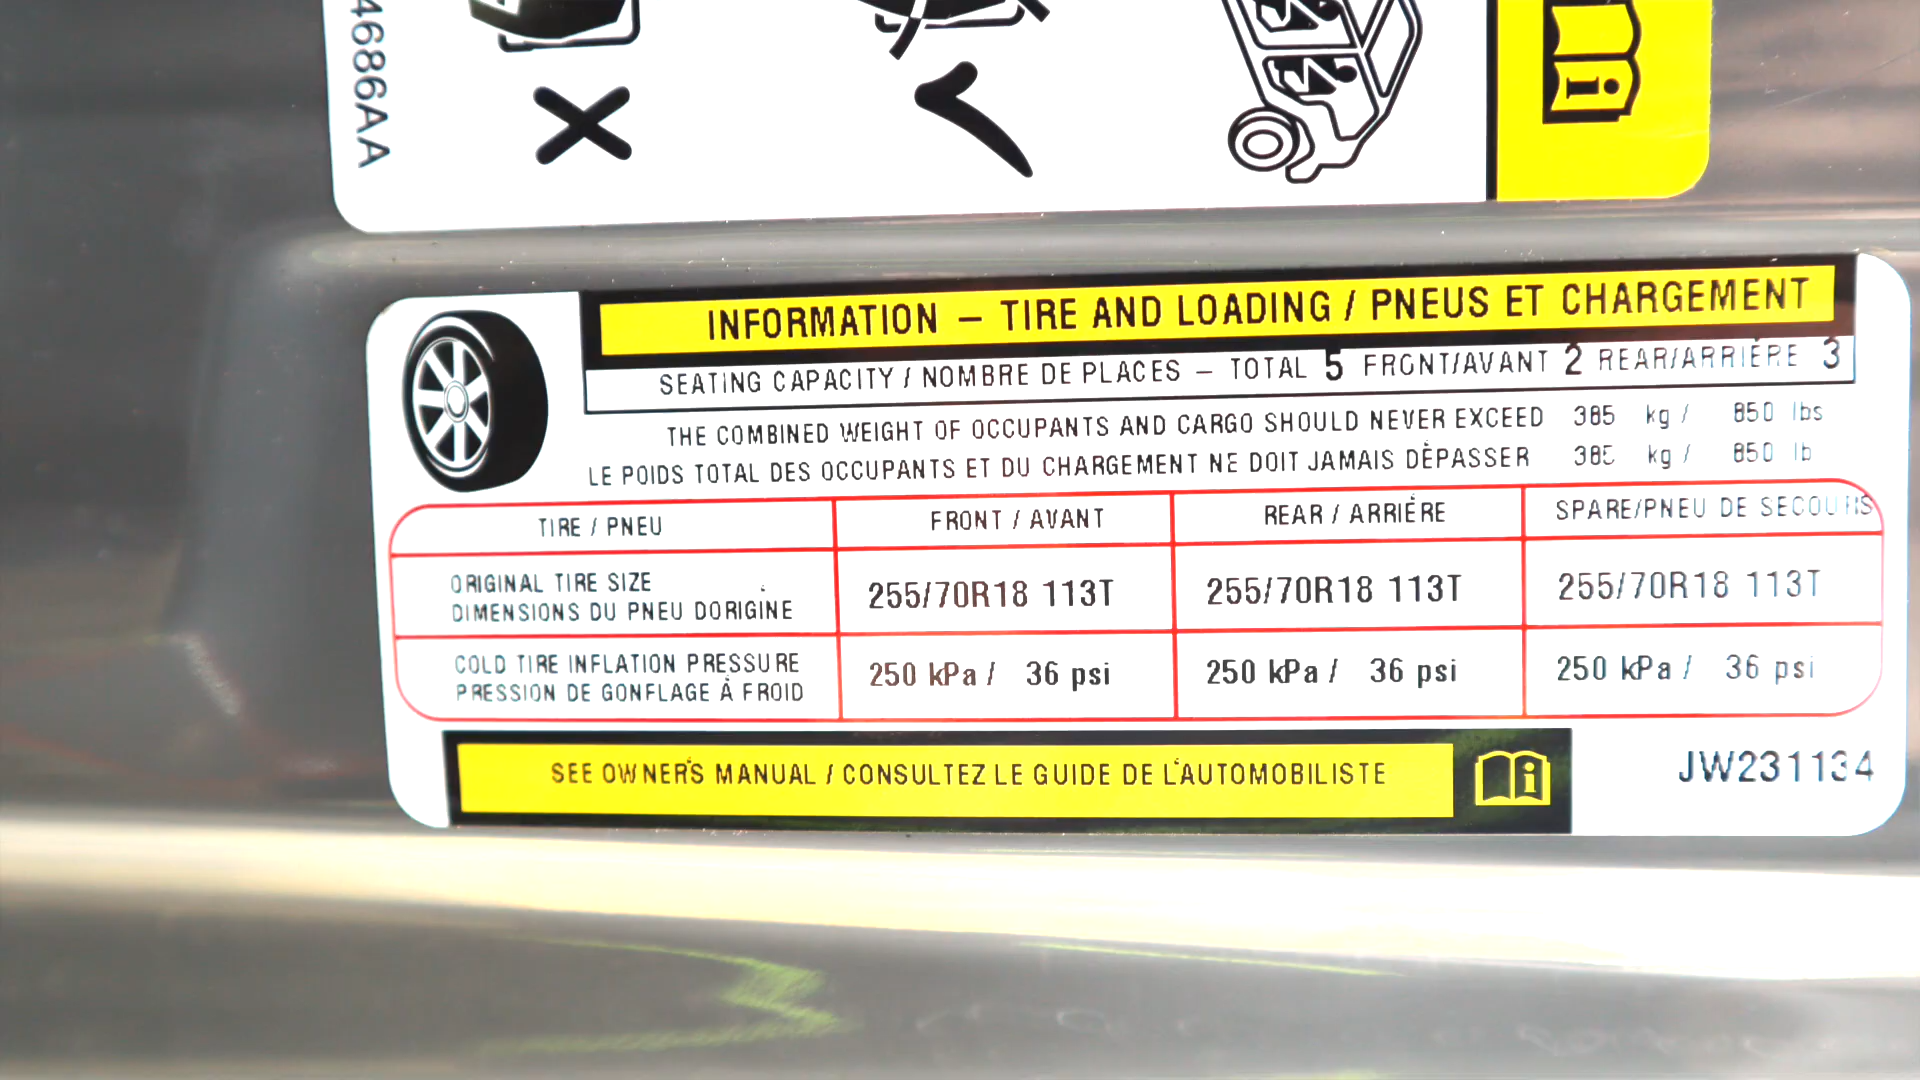 4686AA
INFORMATION – TIRE AND LOADING / PNEUS ET CHARGEMENT
SEATING CAPACITY / NOMBRE DE PLACES – TOTAL 5 FRONT/AVANT 2 REAR/ARRIÈRE 3
THE COMBINED WEIGHT OF OCCUPANTS AND CARGO SHOULD NEVER EXCEED 385 kg / 850 lbs
LE POIDS TOTAL DES OCCUPANTS ET DU CHARGEMENT NE DOIT JAMAIS DÉPASSER 385 kg / 850 lb
TIRE / PNEU FRONT / AVANT REAR / ARRIÈRE SPARE/PNEU DE SECOURS
ORIGINAL TIRE SIZE
DIMENSIONS DU PNEU DORIGINE 255/70R18 113T 255/70R18 113T 255/70R18 113T
COLD TIRE INFLATION PRESSURE
PRESSION DE GONFLAGE À FROID 250 kPa / 36 psi 250 kPa / 36 psi 250 kPa / 36 psi
SEE OWNER'S MANUAL / CONSULTEZ LE GUIDE DE L'AUTOMOBILISTE
JW231134